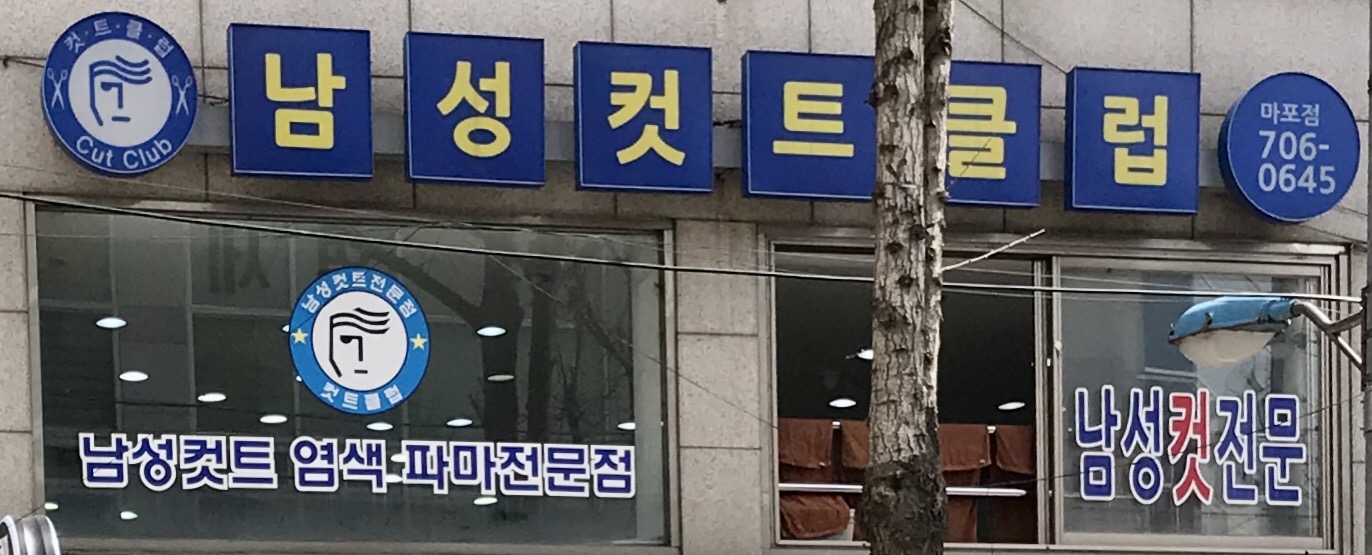 컷·트·클·럽
Cut Club
남성컷트클럽
마포점
706-
0645
남성컷트전문점
컷트클럽
남성컷트 염색 파마전문점
남성컷전문